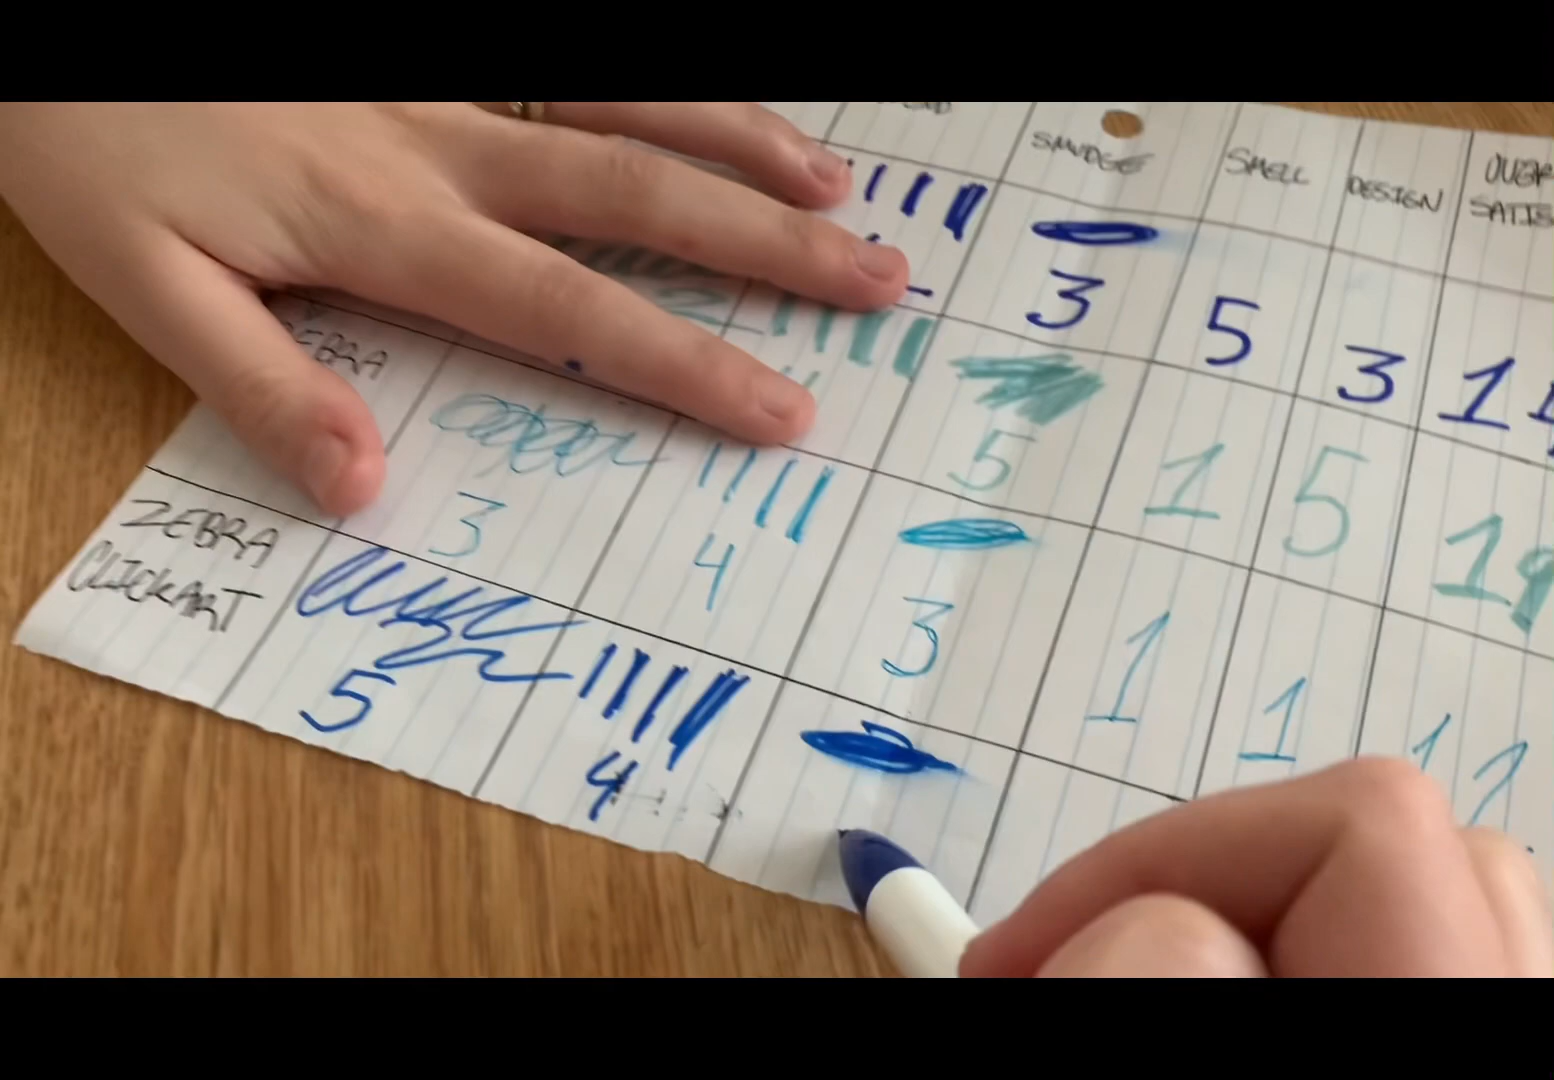 SMUDGE SMELL DESIGN
3 5 3 1
5 1 5 19
ZEBRA 3 4 3 1 1
ZEBRA
CLICKART
5 4